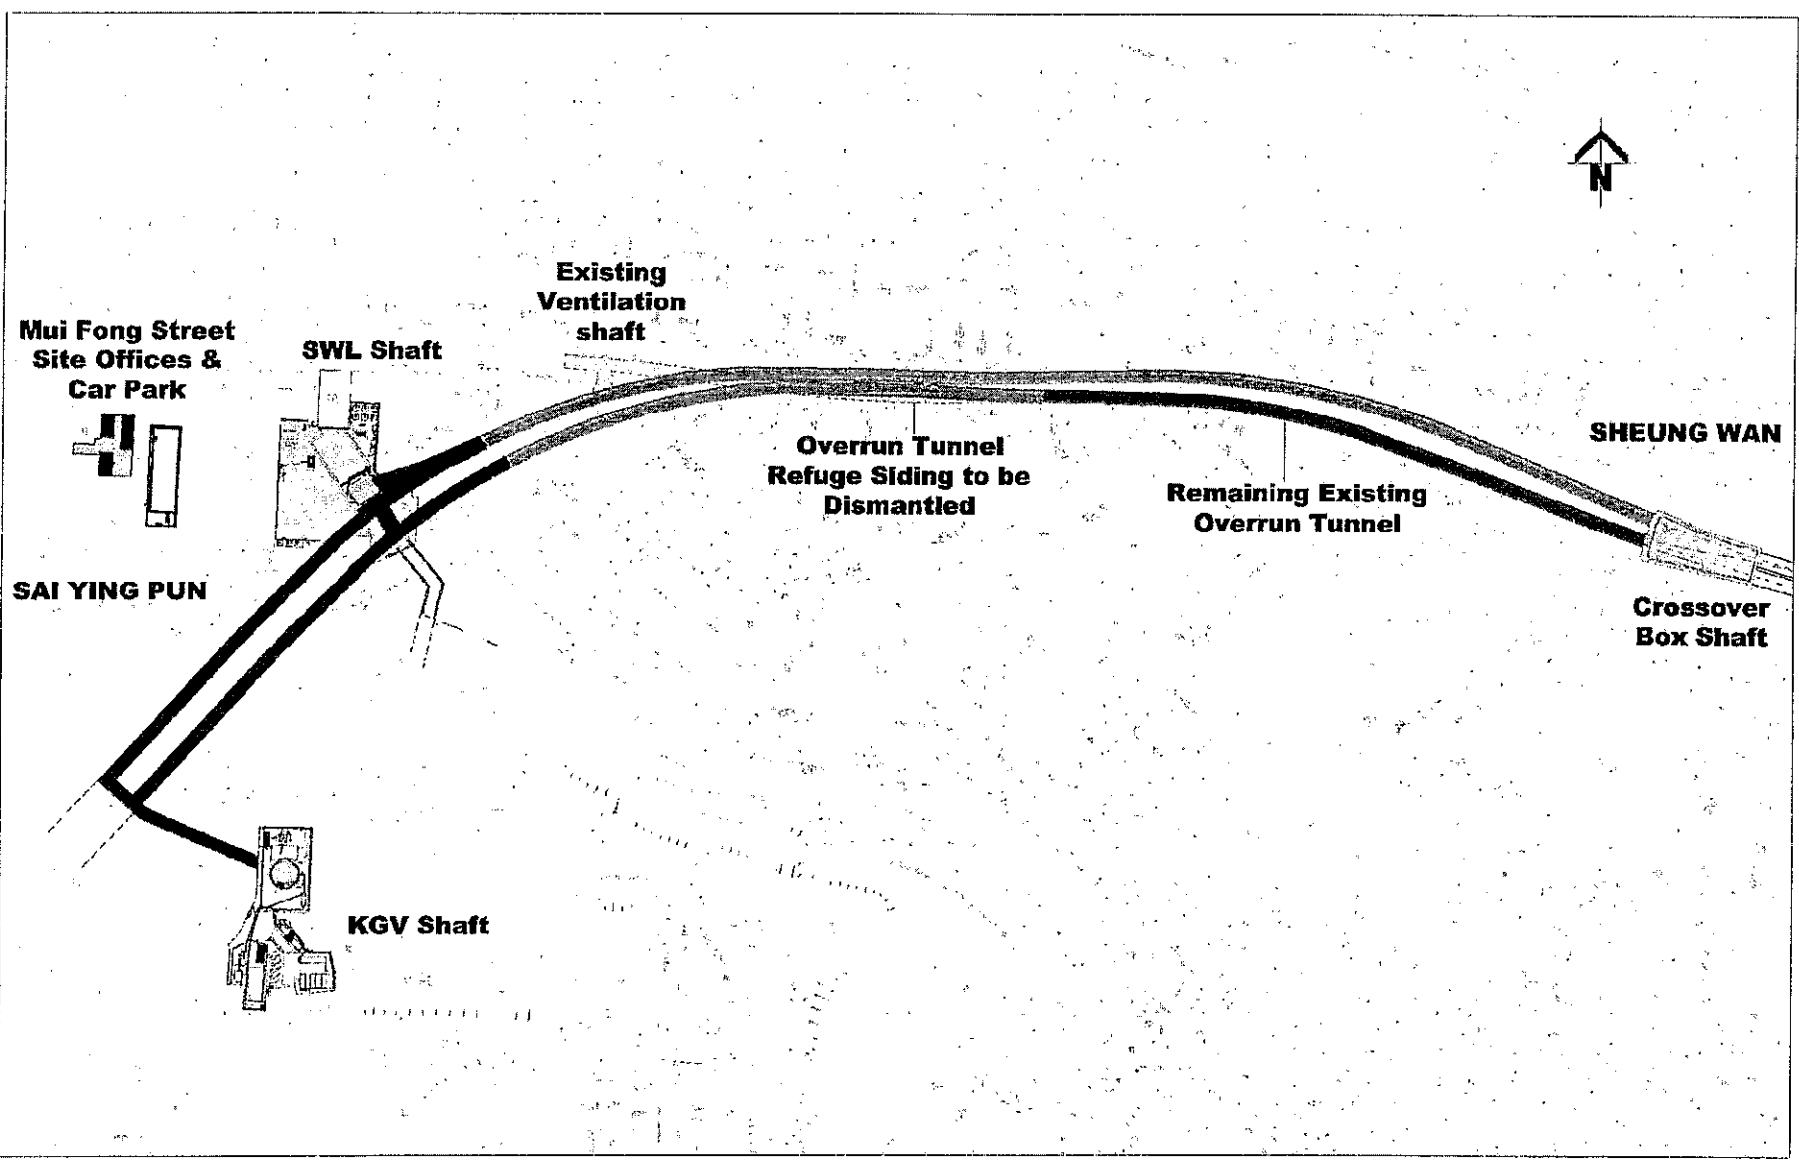 N
Existing
Ventilation
shaft
Mui Fong Street
Site Offices &
Car Park
SWL Shaft
SHEUNG WAN
Overrun Tunnel
Refuge Siding to be
Dismantled
Remaining Existing
Overrun Tunnel
SAI YING PUN
Crossover
Box Shaft
KGV Shaft